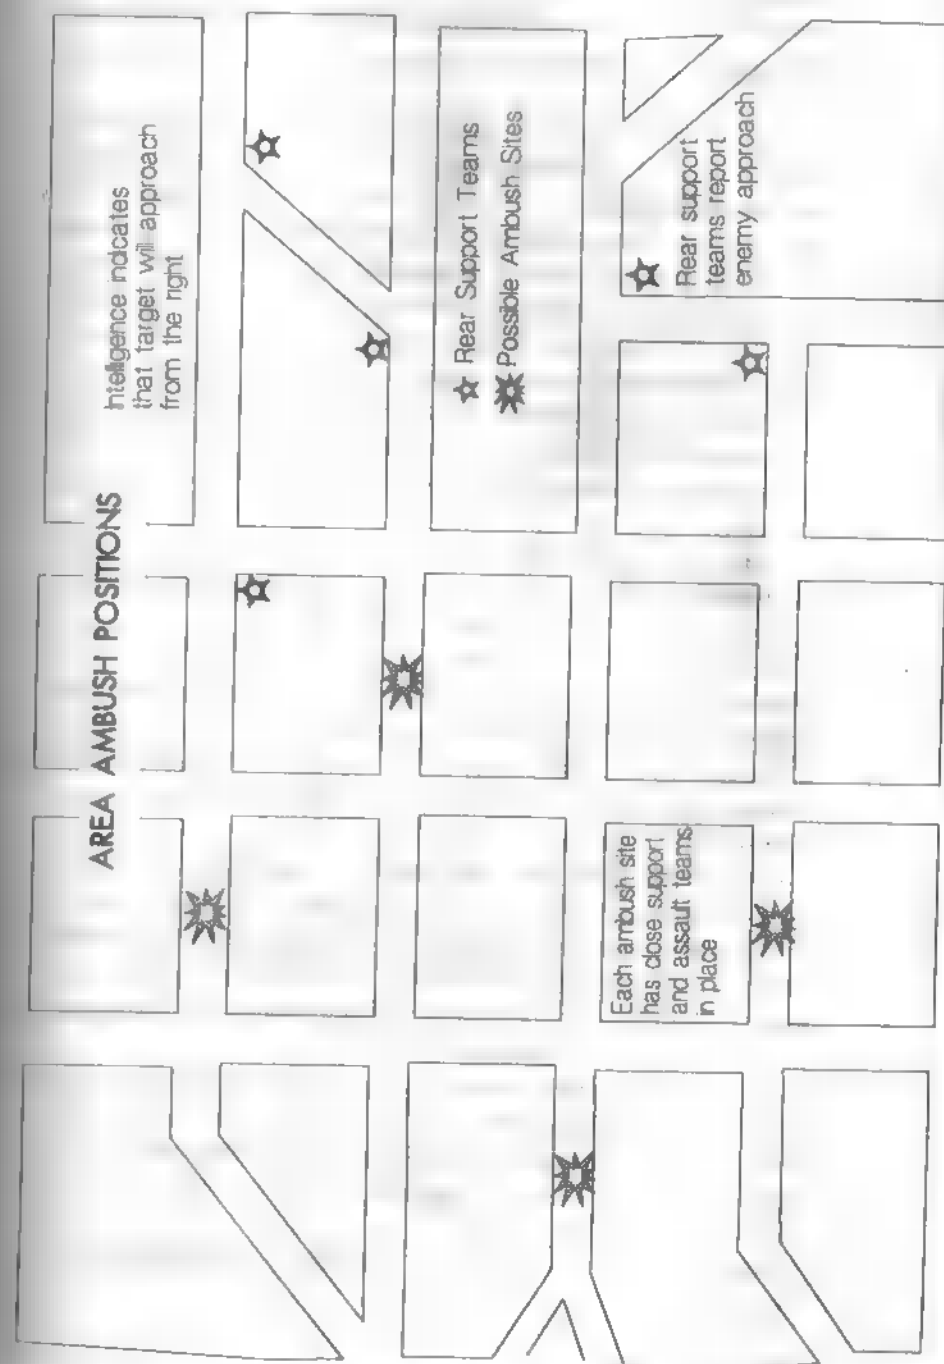 AREA AMBUSH POSITIONS
Intelligence indcates
that target will approach
from the right
Rear Support Teams
Possible Ambush Sites
Rear support
teams report
enemy approach
Each ambush site
has close support
and assault teams
in place